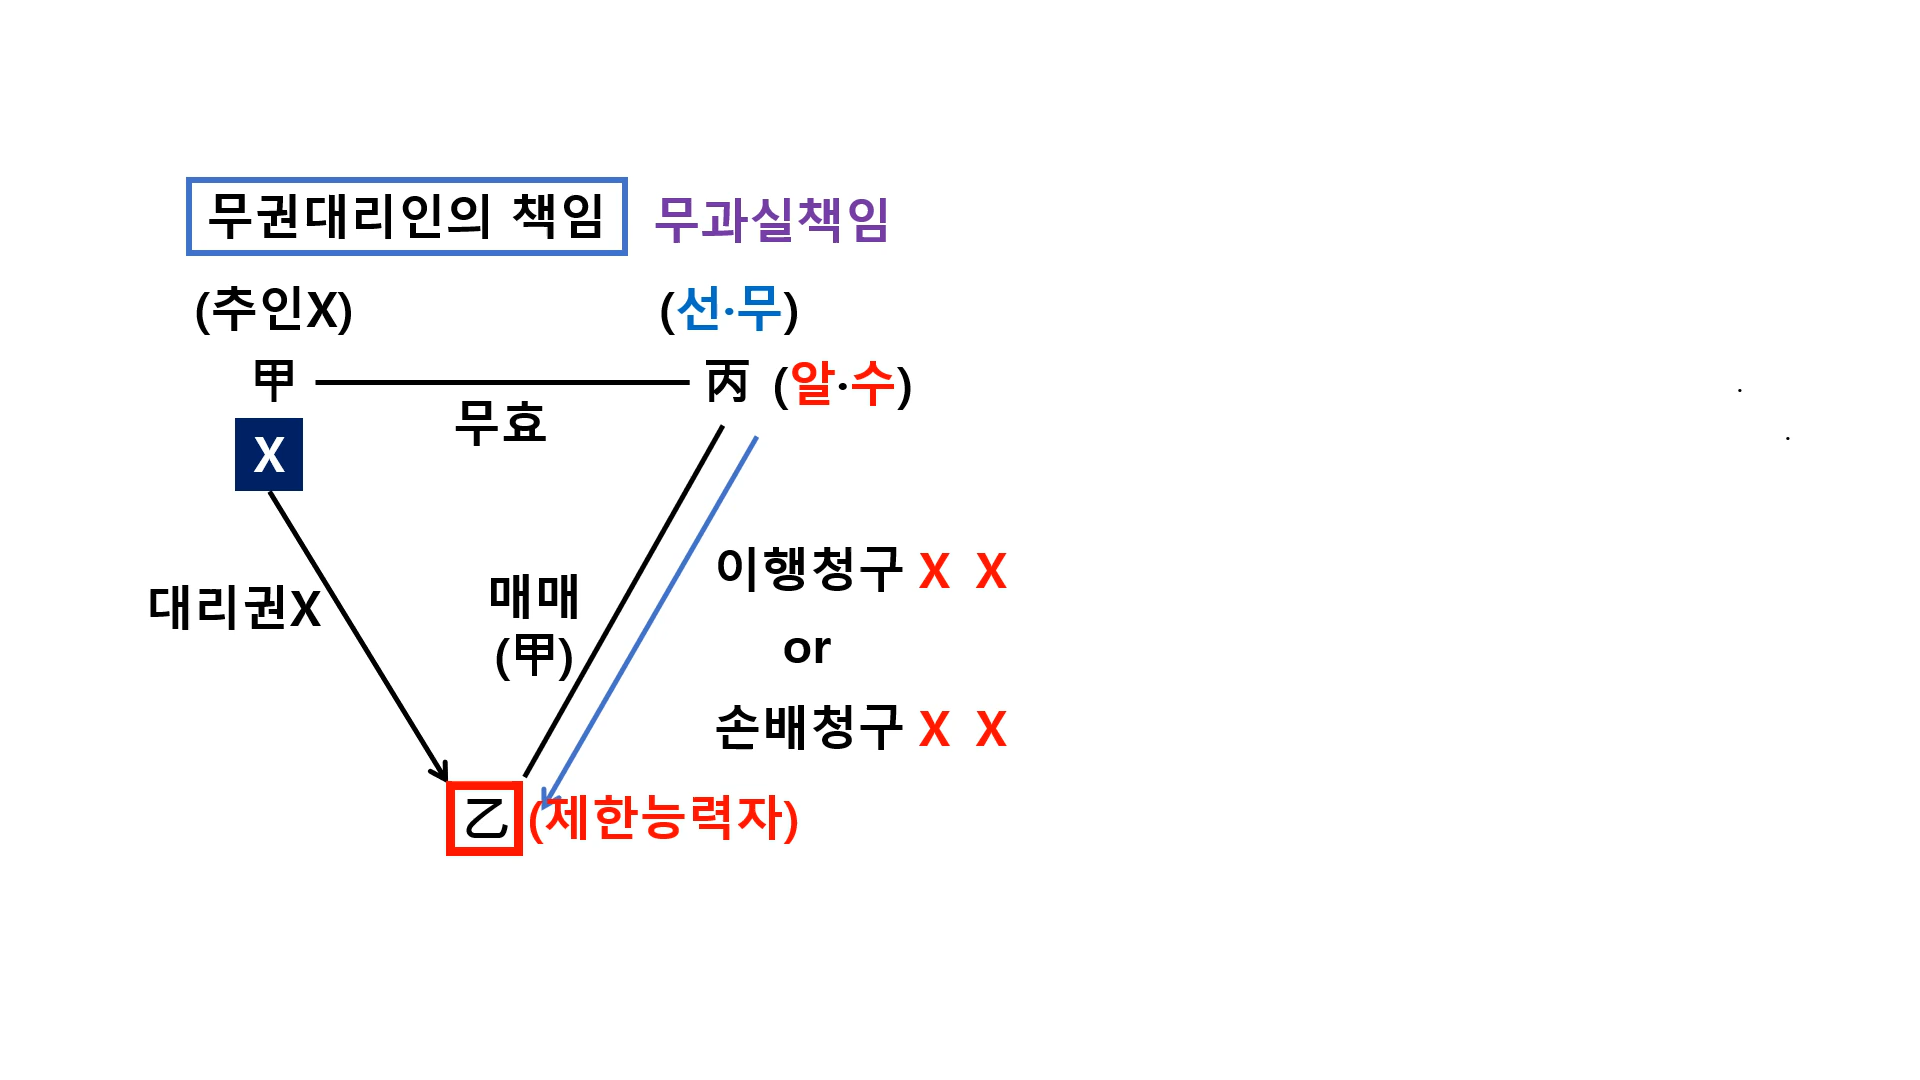 무권대리인의 책임 무과실책임
(추인X) (선·무)
甲 丙 (알·수)
무효
X
대리권X
매매
(甲)
이행청구 X X
or
손배청구 X X
乙 (제한능력자)